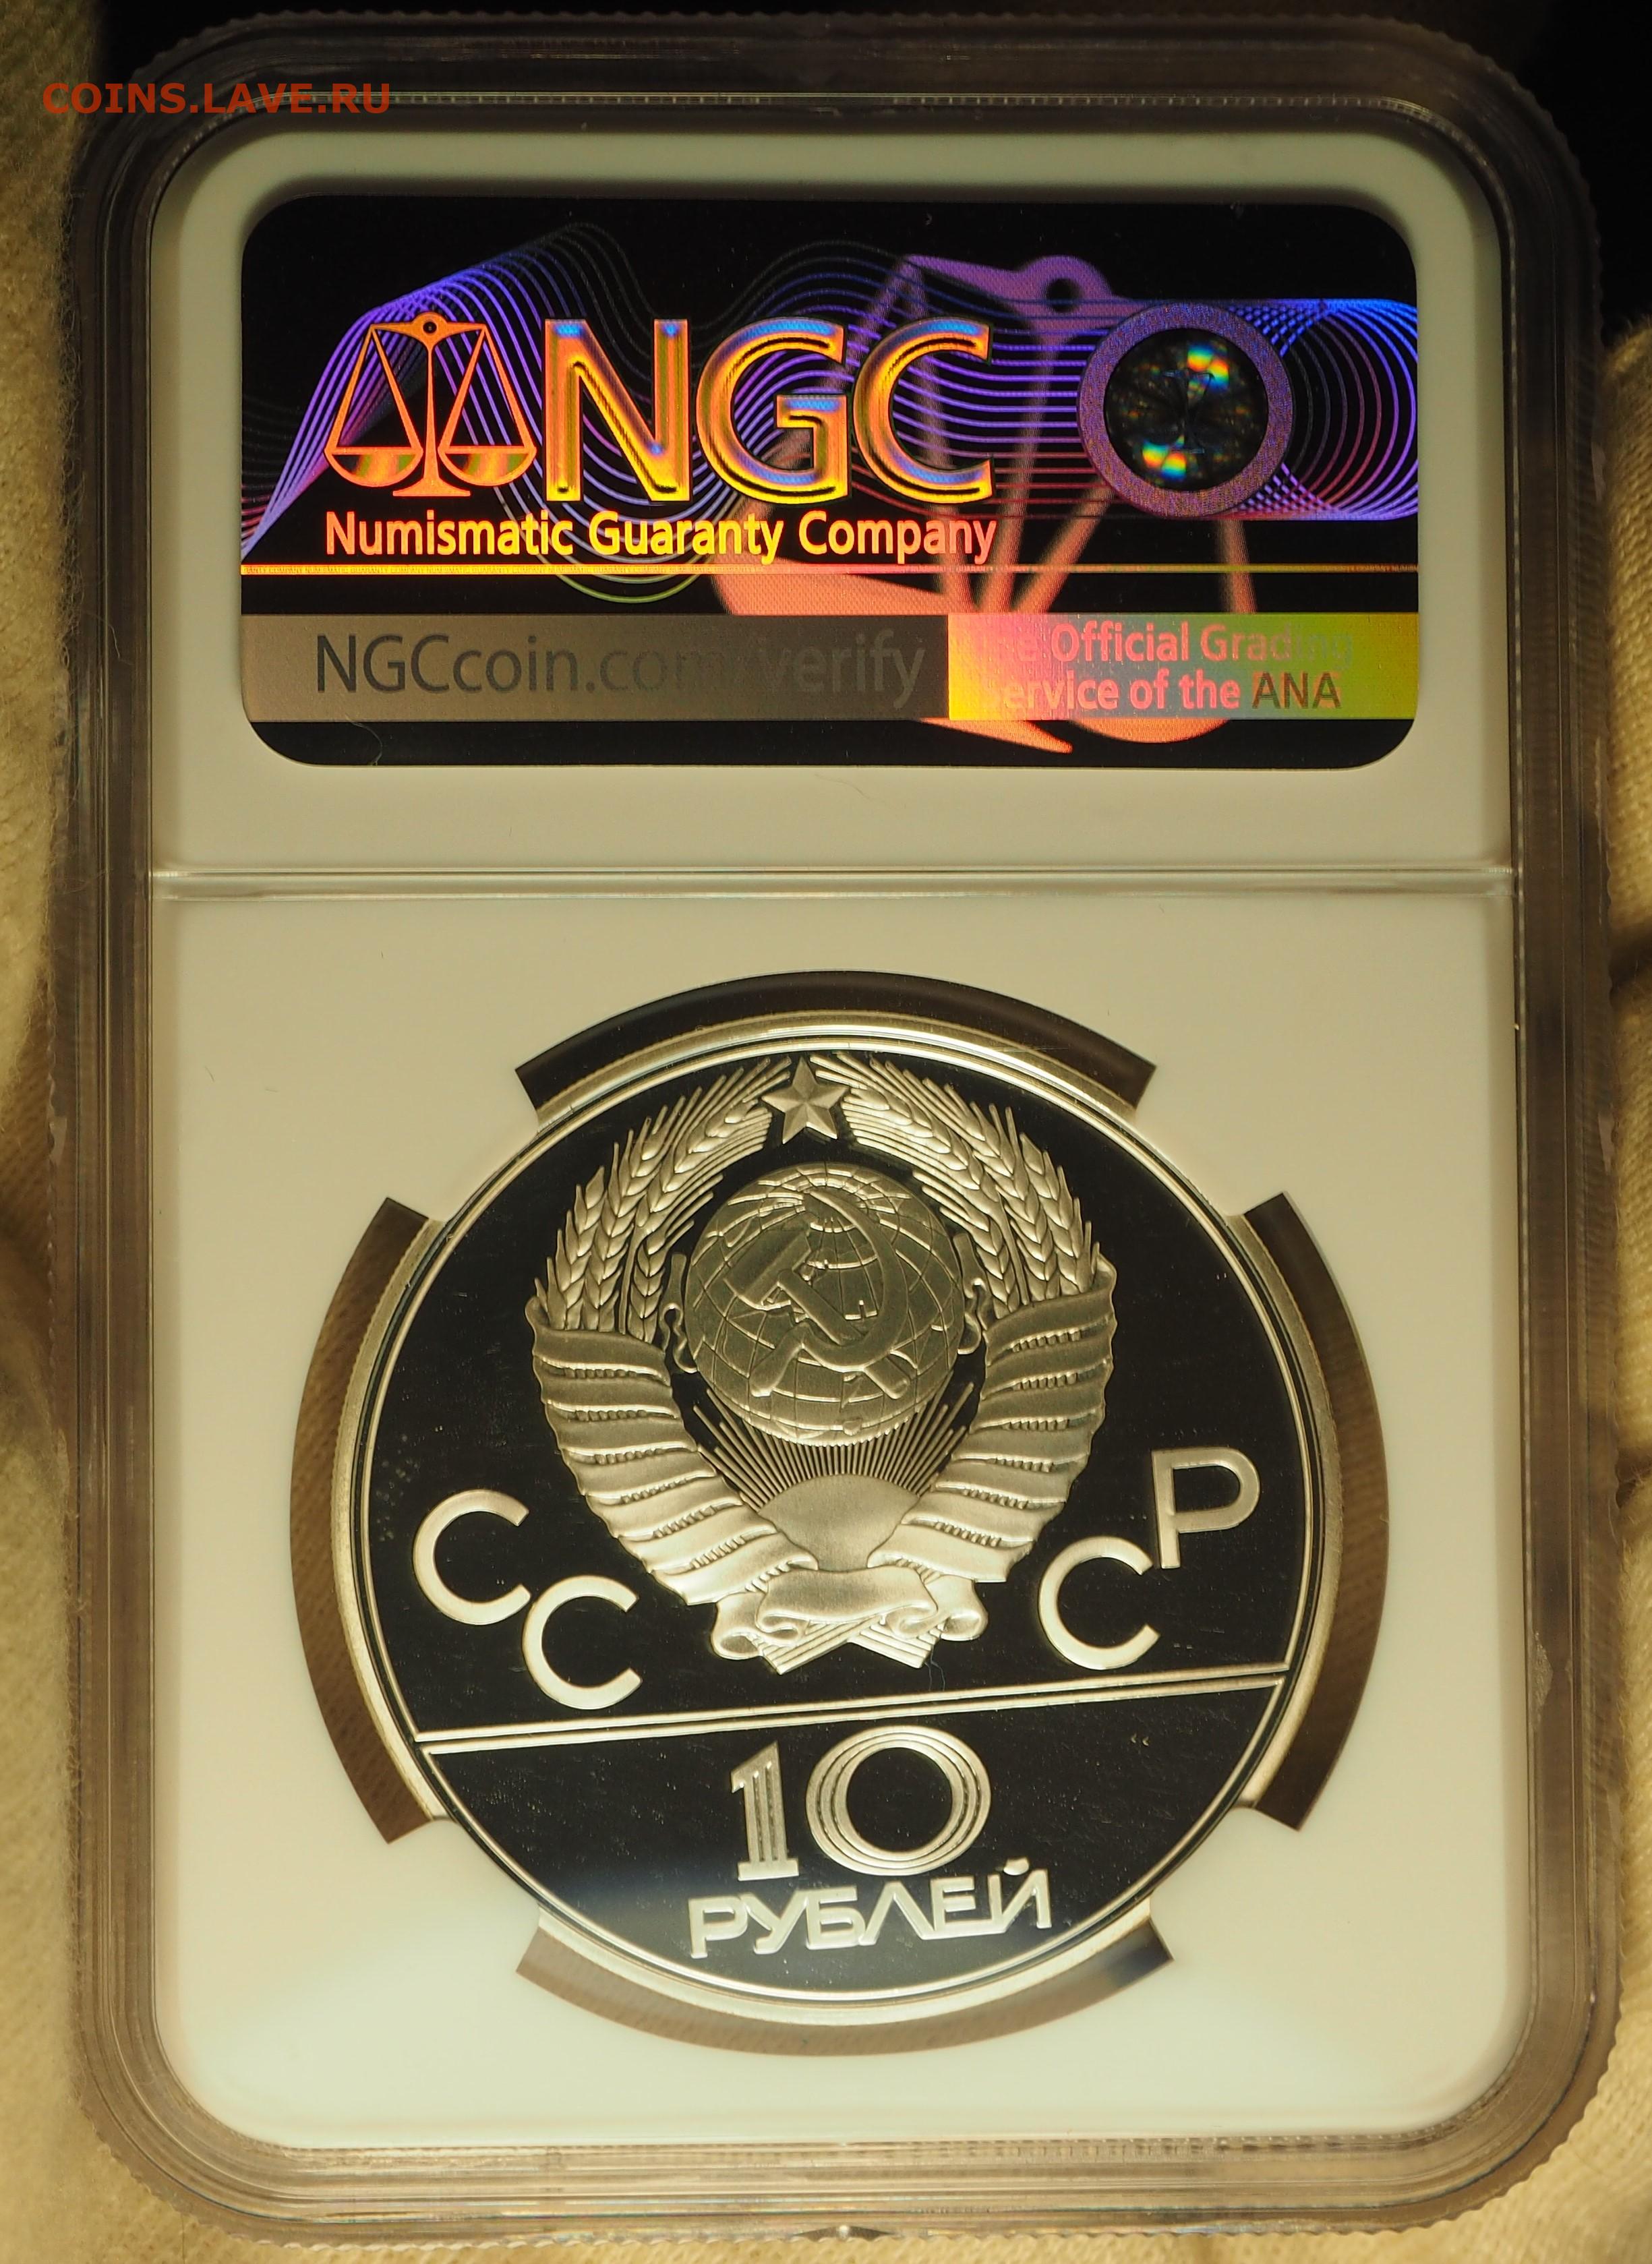 COINS.LAVE.RU
NGC
Numismatic Guaranty Company
NGCcoin.com/verify
The Official Grading
Service of the ANA
СССР
10
РУБЛЕЙ